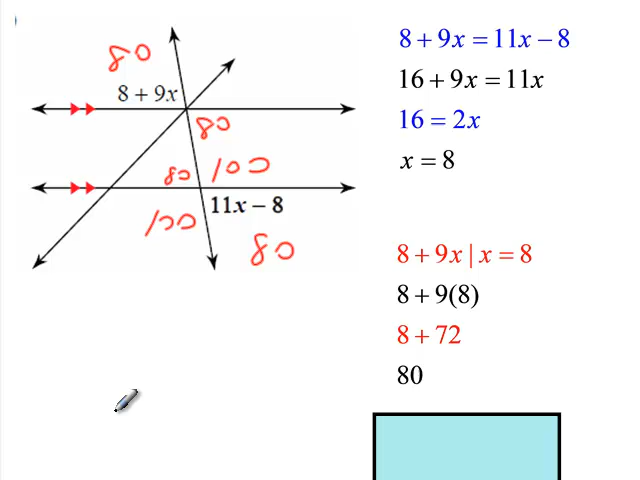 80
8 + 9x
80
80 100
11x − 8
100
80
8 + 9x = 11x − 8
16 + 9x = 11x
16 = 2x
x = 8
8 + 9x | x = 8
8 + 9(8)
8 + 72
80